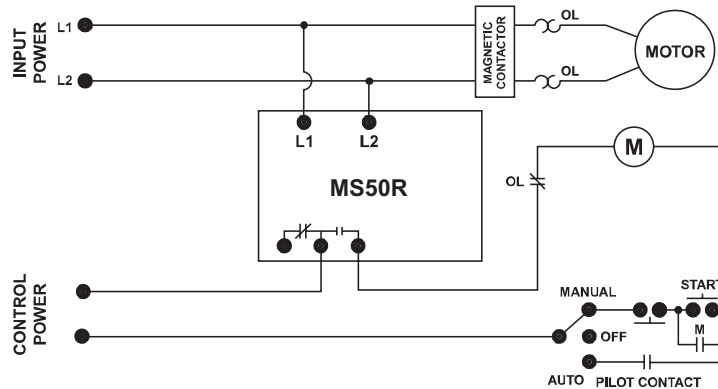 INPUT
POWER
L1
L2
MAGNETIC
CONTACTOR
OL
OL
MOTOR
L1
L2
MS50R
OL
M
CONTROL
POWER
MANUAL
OFF
AUTO
START
M
PILOT CONTACT